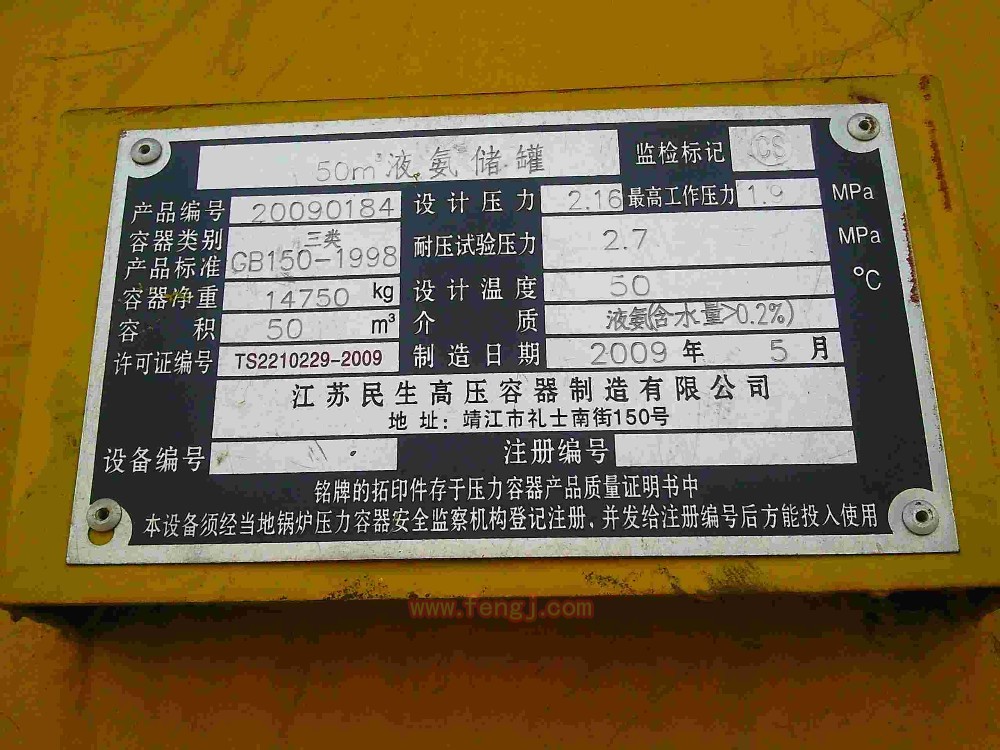 50m³液氨储罐 监检标记 CS
产品编号 20090184 设计压力 2.16 最高工作压力 1.9 MPa
容器类别 三类 耐压试验压力 2.7 MPa
产品标准 GB150-1998
容器净重 14750 kg 设计温度 50 ℃
容积 50 m³ 介质 液氨(含水量>0.2%)
许可证编号 TS2210229-2009 制造日期 2009 年 5 月
江苏民生高压容器制造有限公司
地址：靖江市礼士南街150号
设备编号 注册编号
铭牌的拓印件存于压力容器产品质量证明书中
本设备须经当地锅炉压力容器安全监察机构登记注册，并发给注册编号后方能投入使用
www.fengj.com